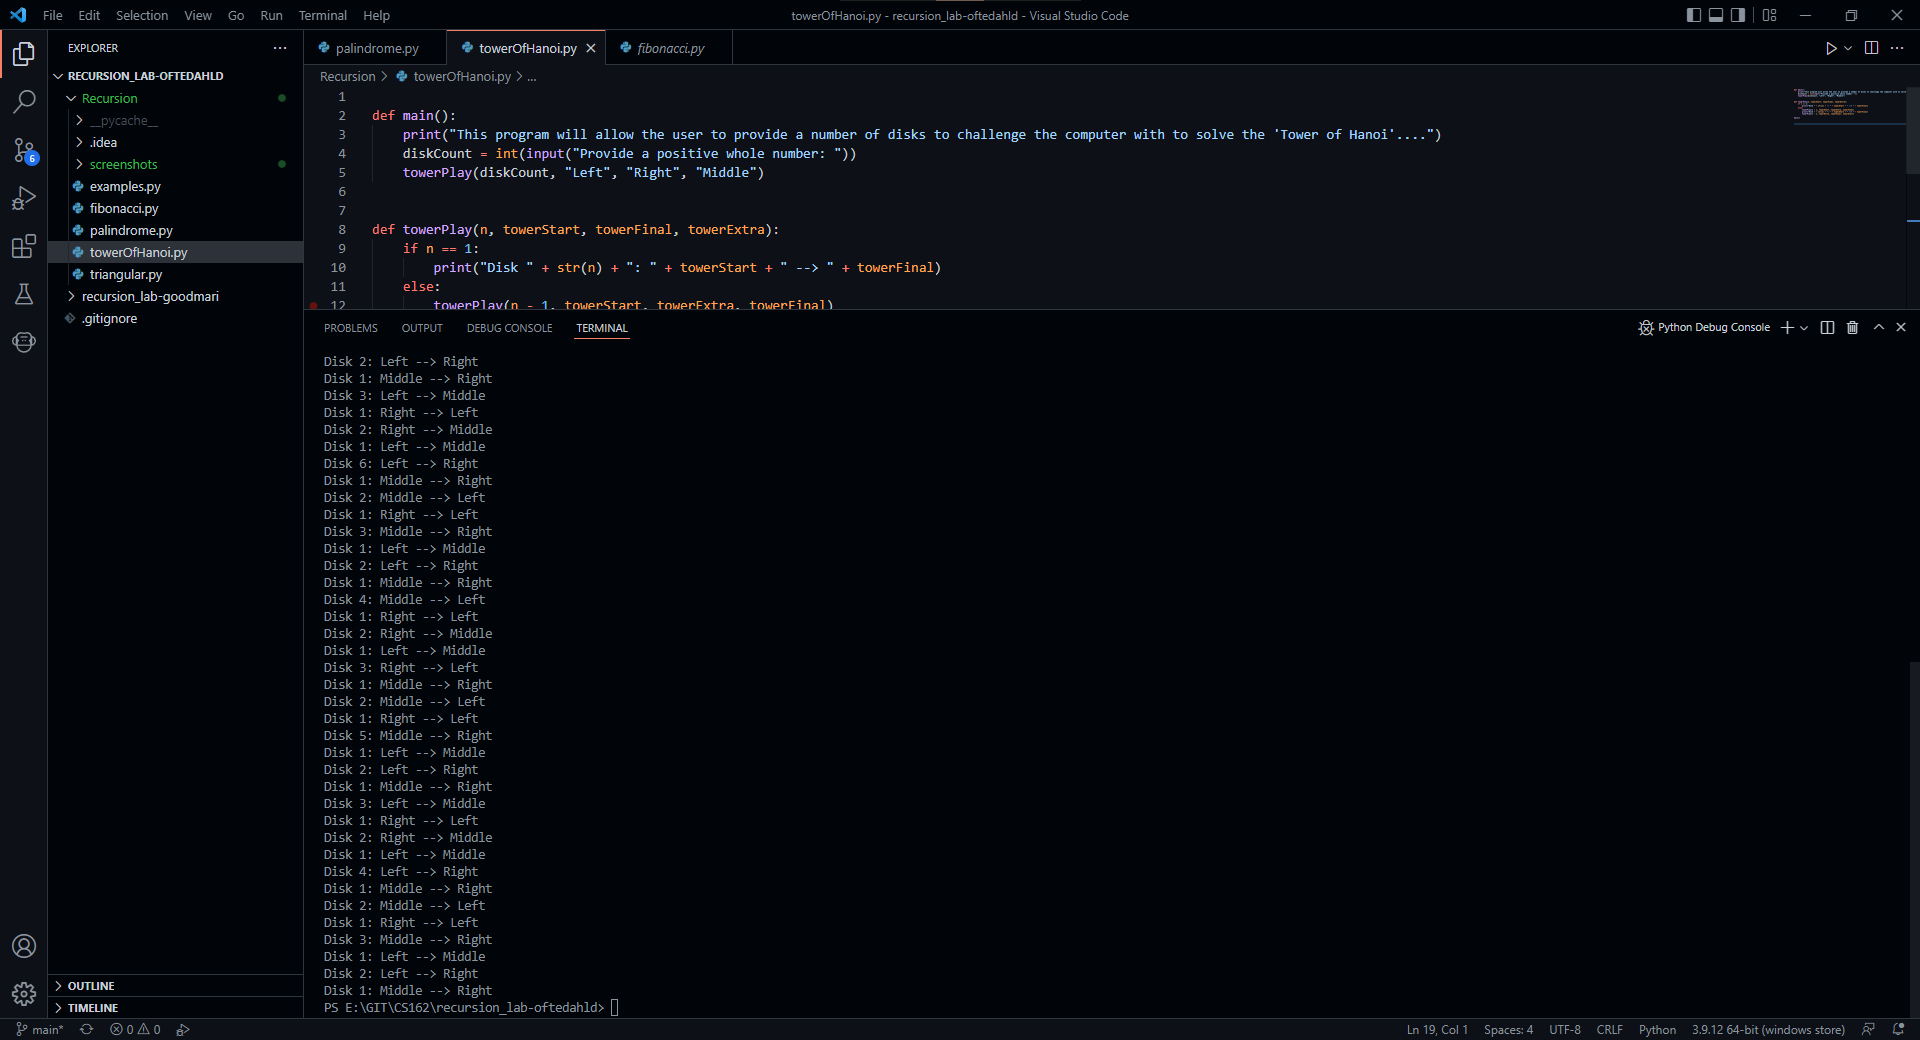 File Edit Selection View Go Run Terminal Help
towerOfHanoi.py - recursion_lab-oftedahld - Visual Studio Code
EXPLORER
RECURSION_LAB-OFTEDAHLD
Recursion
__pycache__
.idea
screenshots
examples.py
fibonacci.py
palindrome.py
towerOfHanoi.py
triangular.py
recursion_lab-goodmari
.gitignore
6
OUTLINE
TIMELINE
palindrome.py towerOfHanoi.py fibonacci.py
Recursion > towerOfHanoi.py > ...
1
2 def main():
3 print("This program will allow the user to provide a number of disks to challenge the computer with to solve the 'Tower of Hanoi'....")
4 diskCount = int(input("Provide a positive whole number: "))
5 towerPlay(diskCount, "Left", "Right", "Middle")
6
7
8 def towerPlay(n, towerStart, towerFinal, towerExtra):
9 if n == 1:
10 print("Disk " + str(n) + ": " + towerStart + " --> " + towerFinal)
11 else:
12 towerPlay(n - 1, towerStart, towerExtra, towerFinal)
PROBLEMS OUTPUT DEBUG CONSOLE TERMINAL
Python Debug Console
Disk 2: Left --> Right
Disk 1: Middle --> Right
Disk 3: Left --> Middle
Disk 1: Right --> Left
Disk 2: Right --> Middle
Disk 1: Left --> Middle
Disk 6: Left --> Right
Disk 1: Middle --> Right
Disk 2: Middle --> Left
Disk 1: Right --> Left
Disk 3: Middle --> Right
Disk 1: Left --> Middle
Disk 2: Left --> Right
Disk 1: Middle --> Right
Disk 4: Middle --> Left
Disk 1: Right --> Left
Disk 2: Right --> Middle
Disk 1: Left --> Middle
Disk 3: Right --> Left
Disk 1: Middle --> Right
Disk 2: Middle --> Left
Disk 1: Right --> Left
Disk 5: Middle --> Right
Disk 1: Left --> Middle
Disk 2: Left --> Right
Disk 1: Middle --> Right
Disk 3: Left --> Middle
Disk 1: Right --> Left
Disk 2: Right --> Middle
Disk 1: Left --> Middle
Disk 4: Left --> Right
Disk 1: Middle --> Right
Disk 2: Middle --> Left
Disk 1: Right --> Left
Disk 3: Middle --> Right
Disk 1: Left --> Middle
Disk 2: Left --> Right
Disk 1: Middle --> Right
PS E:\GIT\CS162\recursion_lab-oftedahld>
main* 0 0
Ln 19, Col 1 Spaces: 4 UTF-8 CRLF Python 3.9.12 64-bit (windows store)